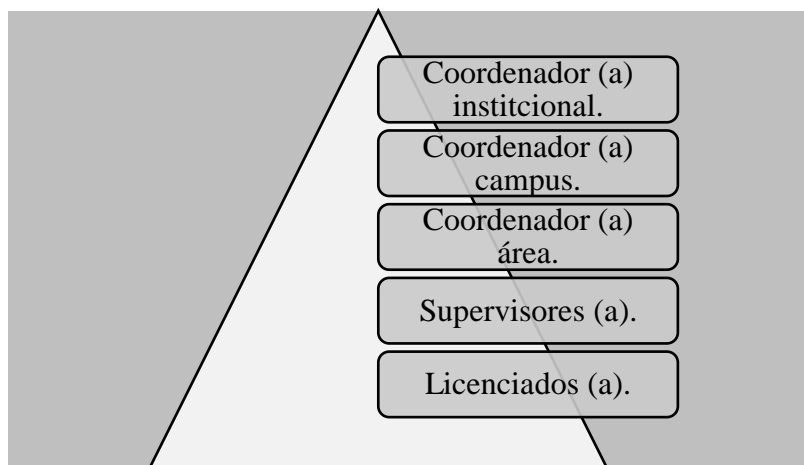 Coordenador (a)
institcional.
Coordenador (a)
campus.
Coordenador (a)
área.
Supervisores (a).
Licenciados (a).